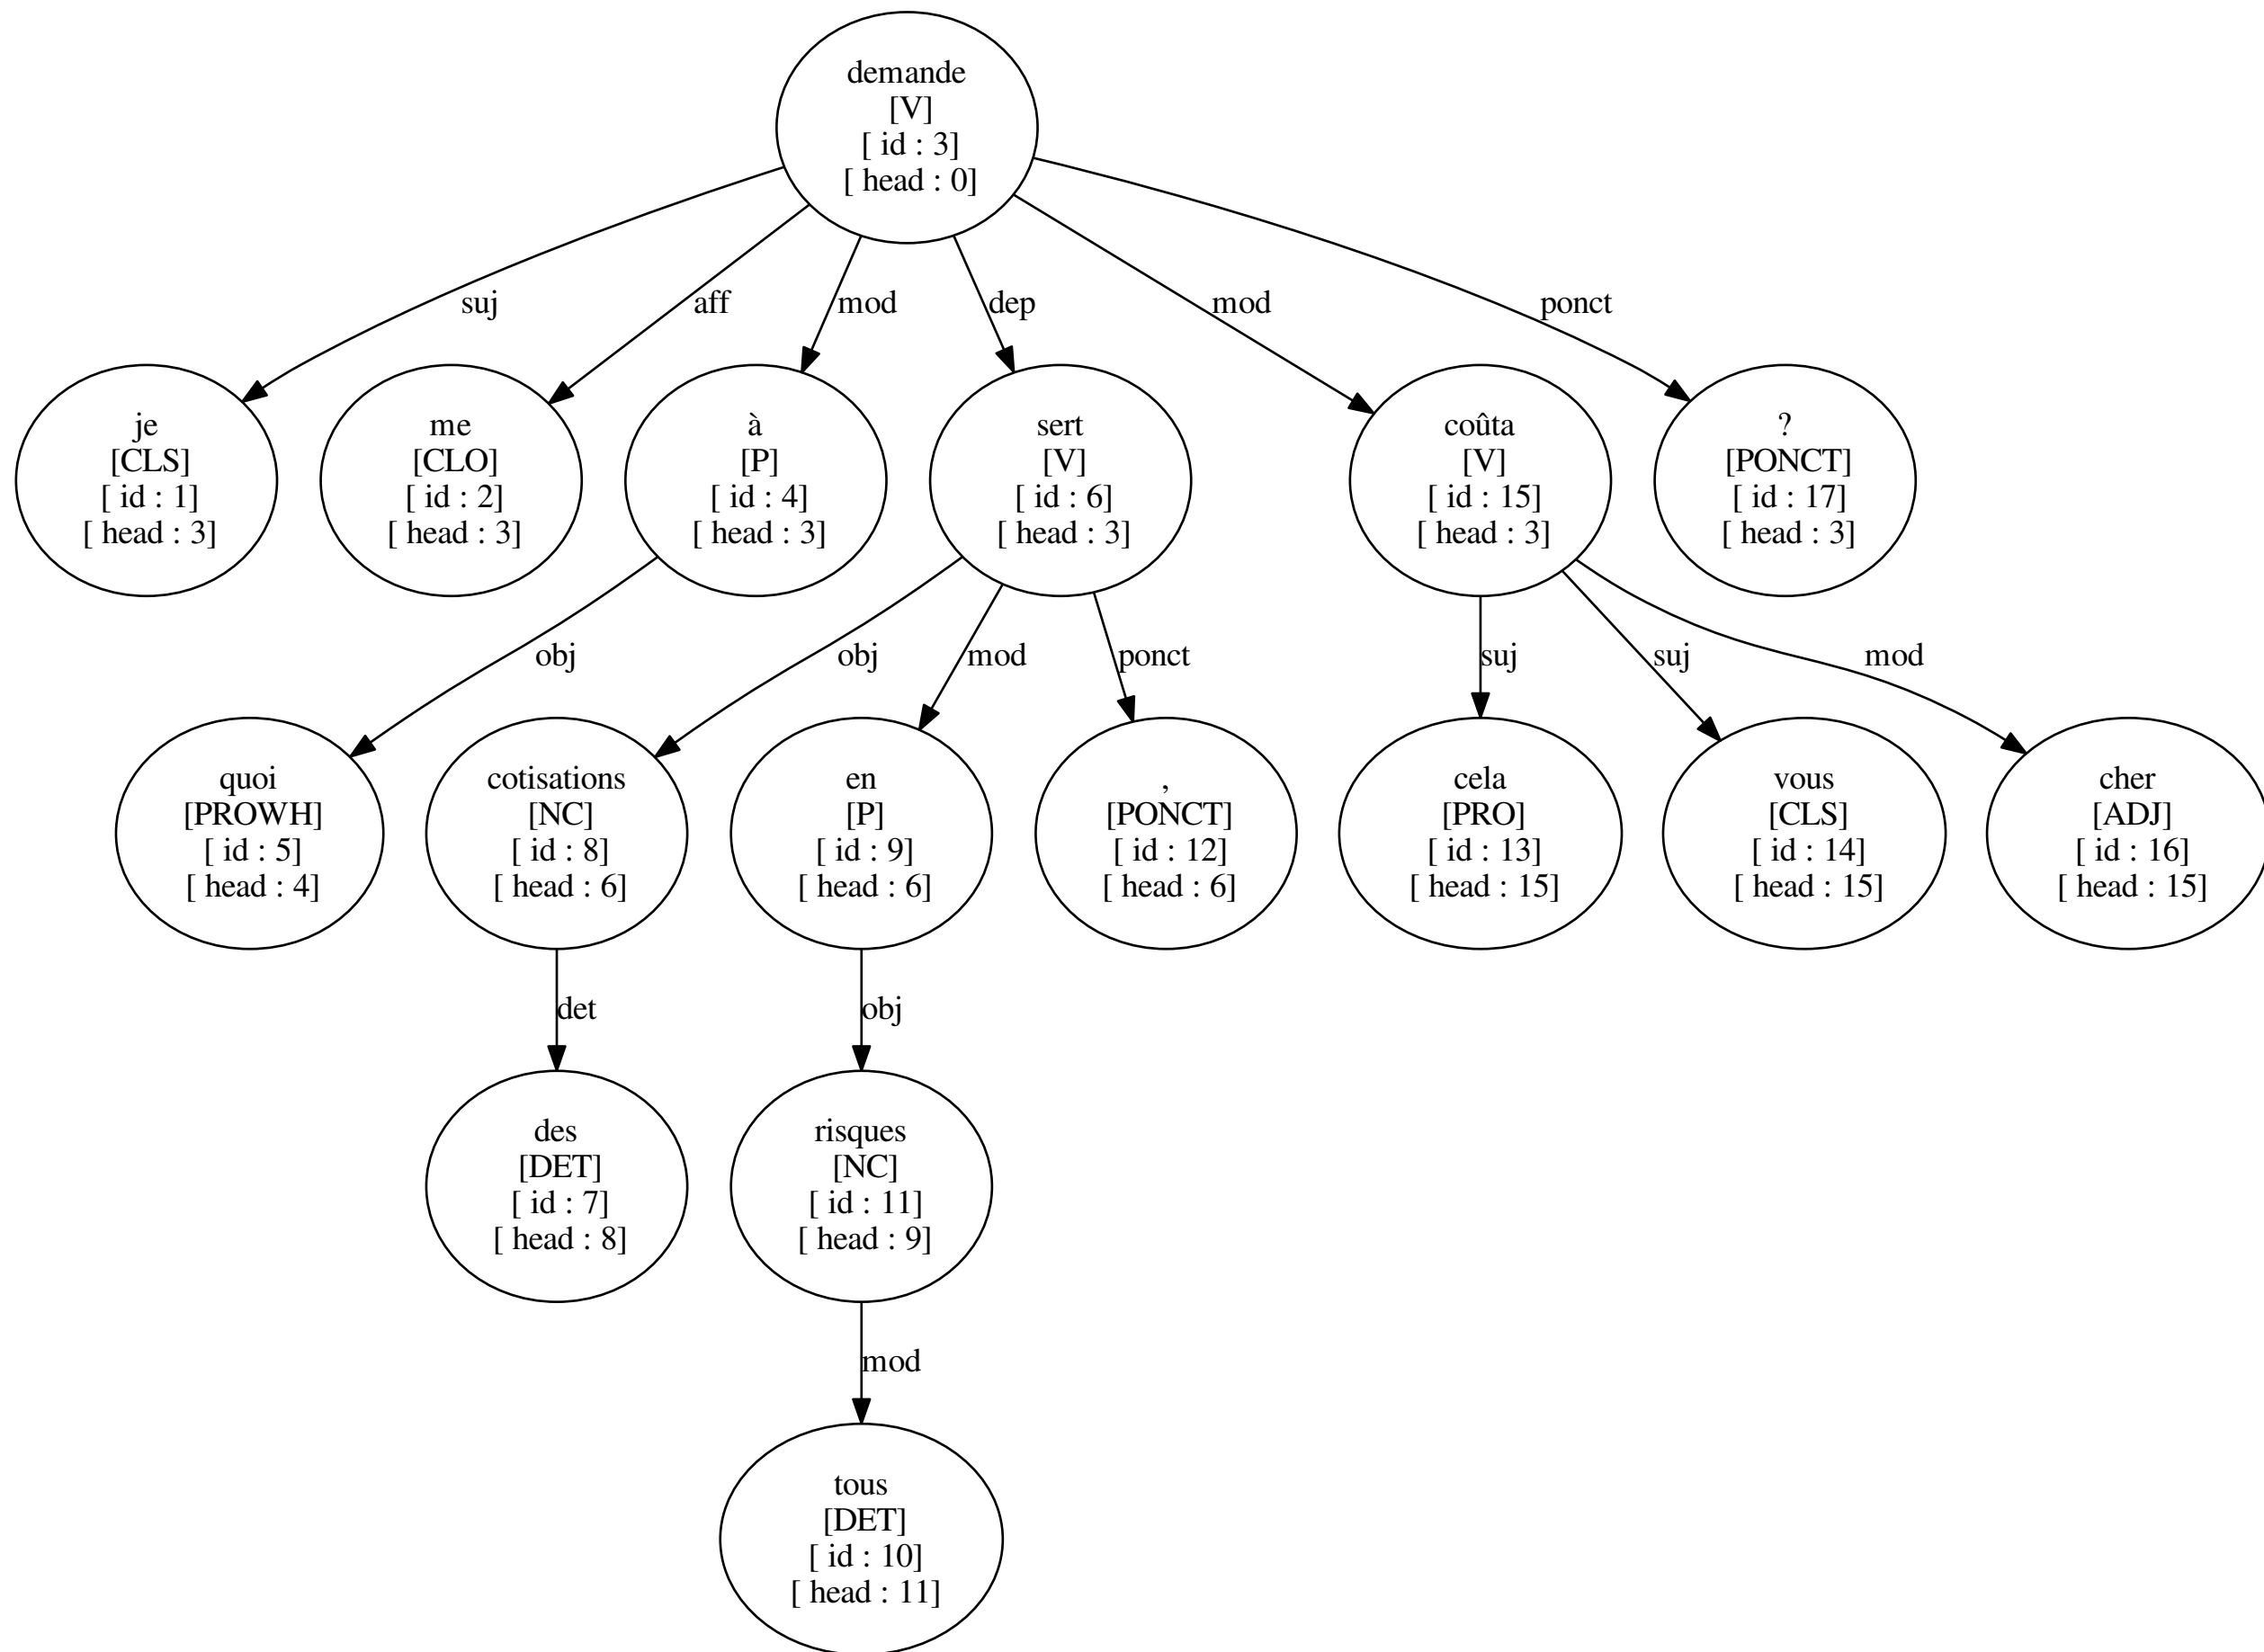 demande
[V]
[ id : 3]
[ head : 0]
suj
aff
mod
dep
mod
ponct
je
[CLS]
[ id : 1]
[ head : 3]
me
[CLO]
[ id : 2]
[ head : 3]
à
[P]
[ id : 4]
[ head : 3]
sert
[V]
[ id : 6]
[ head : 3]
coûta
[V]
[ id : 15]
[ head : 3]
?
[PONCT]
[ id : 17]
[ head : 3]
obj
obj
mod
ponct
suj
suj
mod
quoi
[PROWH]
[ id : 5]
[ head : 4]
cotisations
[NC]
[ id : 8]
[ head : 6]
en
[P]
[ id : 9]
[ head : 6]
,
[PONCT]
[ id : 12]
[ head : 6]
cela
[PRO]
[ id : 13]
[ head : 15]
vous
[CLS]
[ id : 14]
[ head : 15]
cher
[ADJ]
[ id : 16]
[ head : 15]
det
obj
des
[DET]
[ id : 7]
[ head : 8]
risques
[NC]
[ id : 11]
[ head : 9]
mod
tous
[DET]
[ id : 10]
[ head : 11]